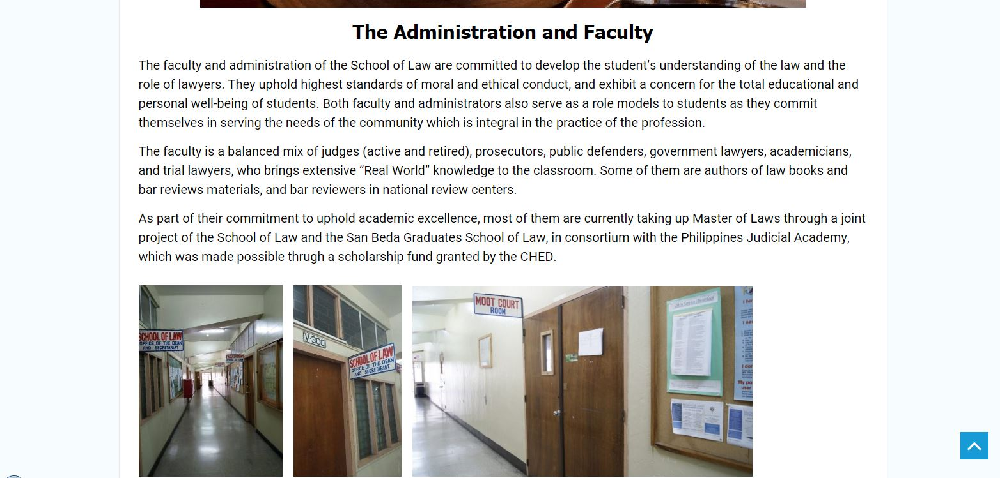 The Administration and Faculty
The faculty and administration of the School of Law are committed to develop the student’s understanding of the law and the
role of lawyers. They uphold highest standards of moral and ethical conduct, and exhibit a concern for the total educational and
personal well-being of students. Both faculty and administrators also serve as a role models to students as they commit
themselves in serving the needs of the community which is integral in the practice of the profession.
The faculty is a balanced mix of judges (active and retired), prosecutors, public defenders, government lawyers, academicians,
and trial lawyers, who brings extensive “Real World” knowledge to the classroom. Some of them are authors of law books and
bar reviews materials, and bar reviewers in national review centers.
As part of their commitment to uphold academic excellence, most of them are currently taking up Master of Laws through a joint
project of the School of Law and the San Beda Graduates School of Law, in consortium with the Philippines Judicial Academy,
which was made possible thrugh a scholarship fund granted by the CHED.
SCHOOL OF LAW
OFFICE OF THE DEAN
AND SECRETARIAT
FACULTY ROOM
SCHOOL OF LAW
V-300
SCHOOL OF LAW
OFFICE OF THE DEAN
AND SECRETARIAT
MOOT COURT
ROOM
2016 Service Awardees